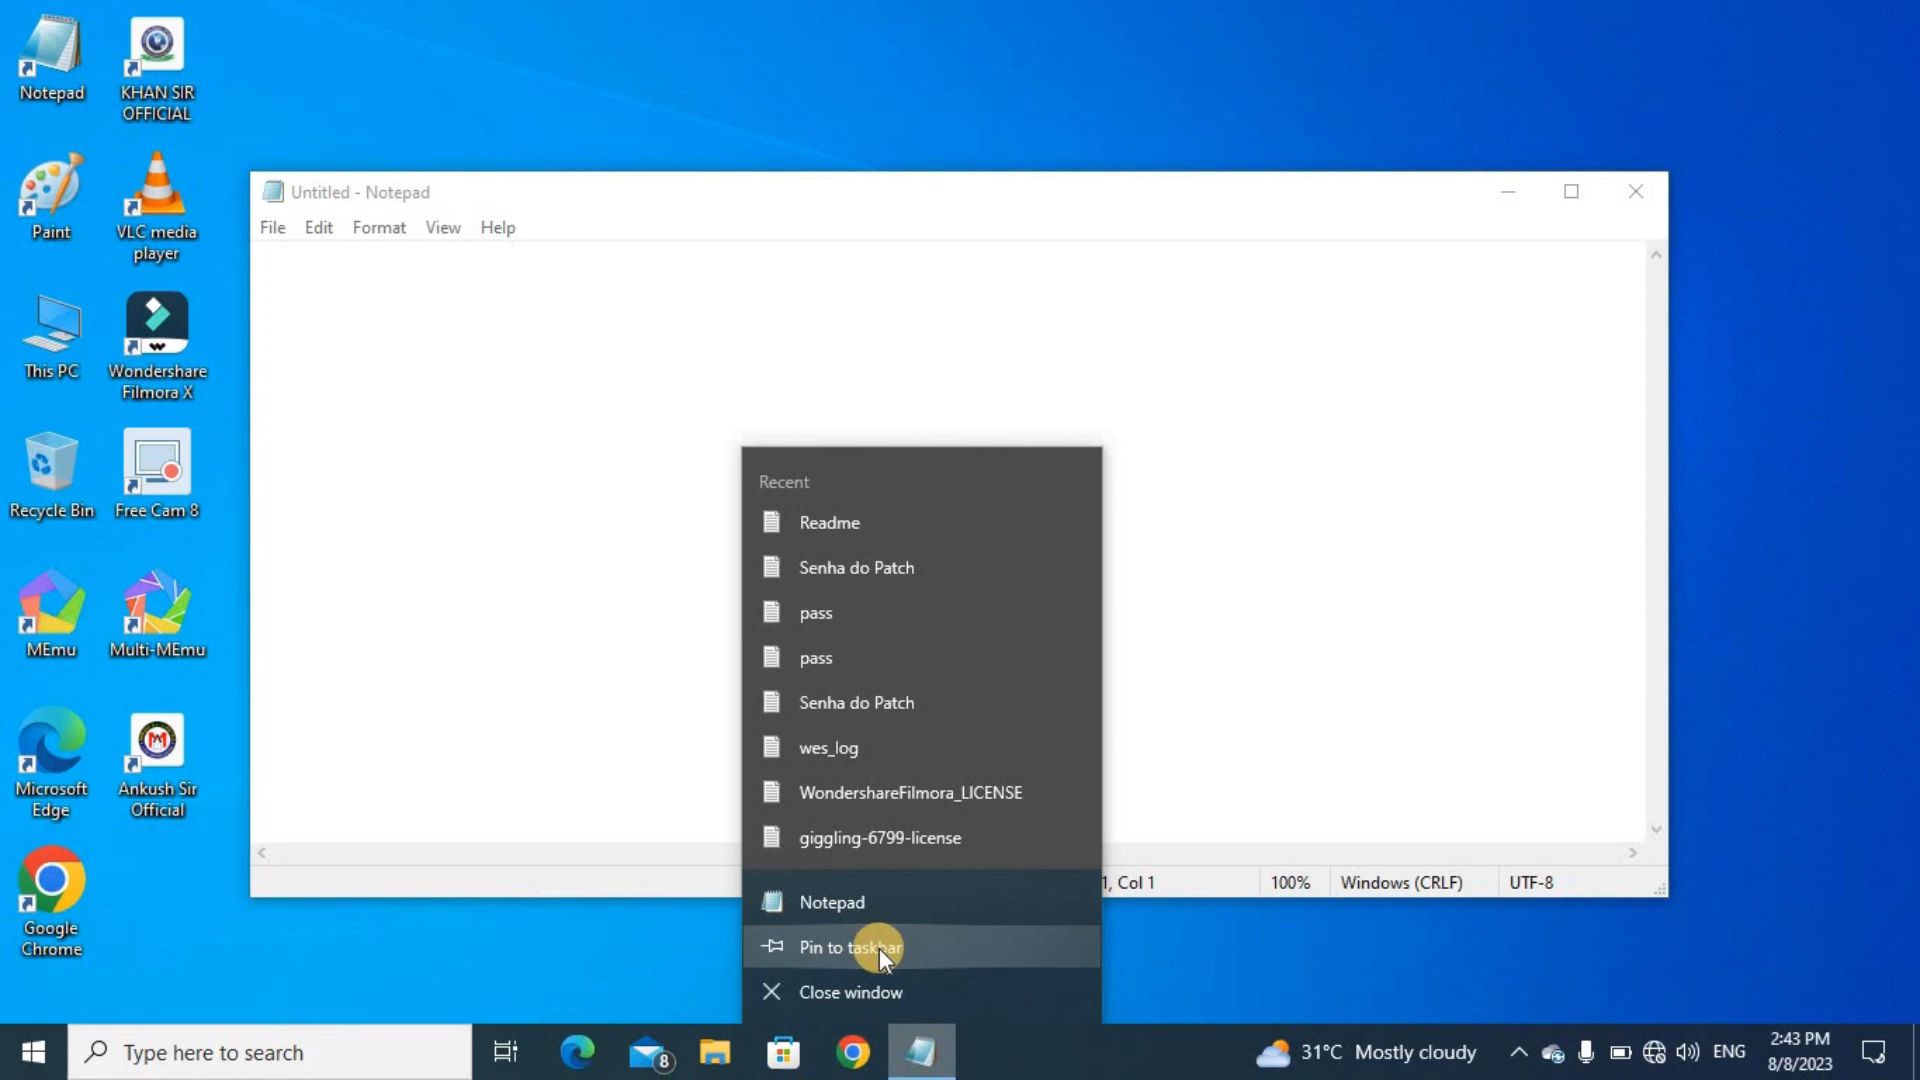 Notepad
KHAN SIR
OFFICIAL
Paint
VLC media
player
This PC
Wondershare
Filmora X
Recycle Bin
Free Cam 8
MEmu
Multi-MEmu
Microsoft
Edge
Ankush Sir
Official
Google
Chrome
Untitled - Notepad
File Edit Format View Help
Recent
Readme
Senha do Patch
pass
pass
Senha do Patch
wes_log
WondershareFilmora_LICENSE
giggling-6799-license
1, Col 1 100% Windows (CRLF) UTF-8
Notepad
Pin to taskbar
Close window
Type here to search
8
31°C Mostly cloudy
ENG
2:43 PM
8/8/2023